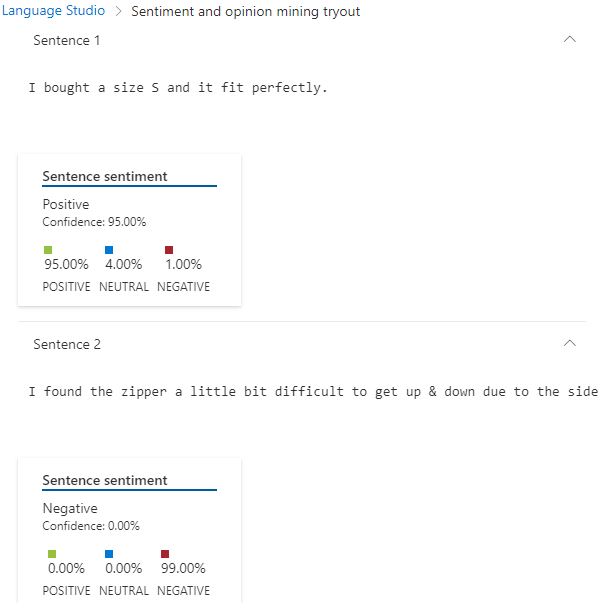 Language Studio > Sentiment and opinion mining tryout
Sentence 1
I bought a size S and it fit perfectly.
Sentence sentiment
Positive
Confidence: 95.00%
95.00% 4.00% 1.00%
POSITIVE NEUTRAL NEGATIVE
Sentence 2
I found the zipper a little bit difficult to get up & down due to the side
Sentence sentiment
Negative
Confidence: 0.00%
0.00% 0.00% 99.00%
POSITIVE NEUTRAL NEGATIVE